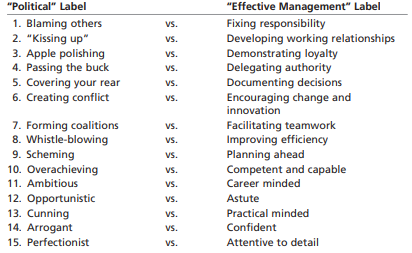 "Political" Label "Effective Management" Label
1. Blaming others vs. Fixing responsibility
2. "Kissing up" vs. Developing working relationships
3. Apple polishing vs. Demonstrating loyalty
4. Passing the buck vs. Delegating authority
5. Covering your rear vs. Documenting decisions
6. Creating conflict vs. Encouraging change and
innovation
7. Forming coalitions vs. Facilitating teamwork
8. Whistle-blowing vs. Improving efficiency
9. Scheming vs. Planning ahead
10. Overachieving vs. Competent and capable
11. Ambitious vs. Career minded
12. Opportunistic vs. Astute
13. Cunning vs. Practical minded
14. Arrogant vs. Confident
15. Perfectionist vs. Attentive to detail